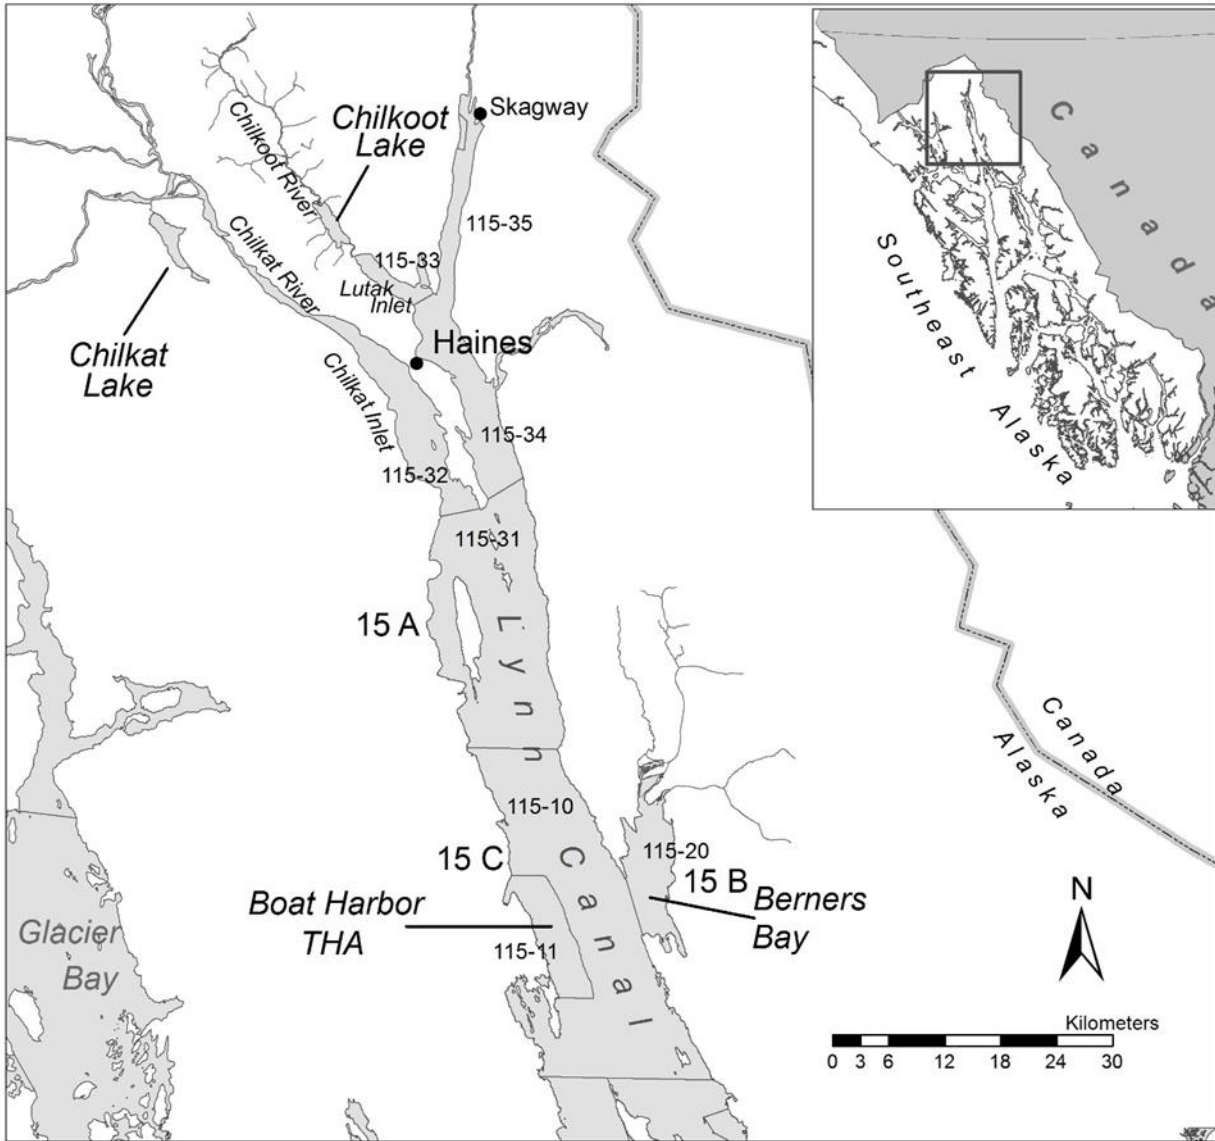 Skagway
Chilkoot
Lake
Chilkoot River
115-35
Chilkat River
115-33
Lutak
Inlet
Chilkat
Lake
Haines
Chilkat Inlet
115-34
115-32
115-31
15 A
Lynn Canal
115-10
15 C
115-20
15 B
Berners
Bay
Boat Harbor
THA
115-11
Glacier
Bay
Canada
Southeast Alaska
Canada
Alaska
N
Kilometers
0 3 6 12 18 24 30